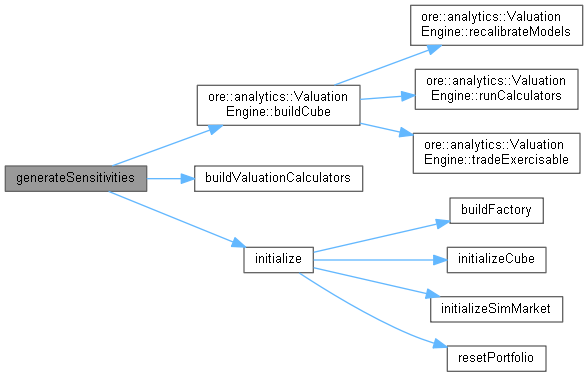 generateSensitivities
ore::analytics::Valuation
Engine::buildCube
buildValuationCalculators
initialize
ore::analytics::Valuation
Engine::recalibrateModels
ore::analytics::Valuation
Engine::runCalculators
ore::analytics::Valuation
Engine::tradeExercisable
buildFactory
initializeCube
initializeSimMarket
resetPortfolio